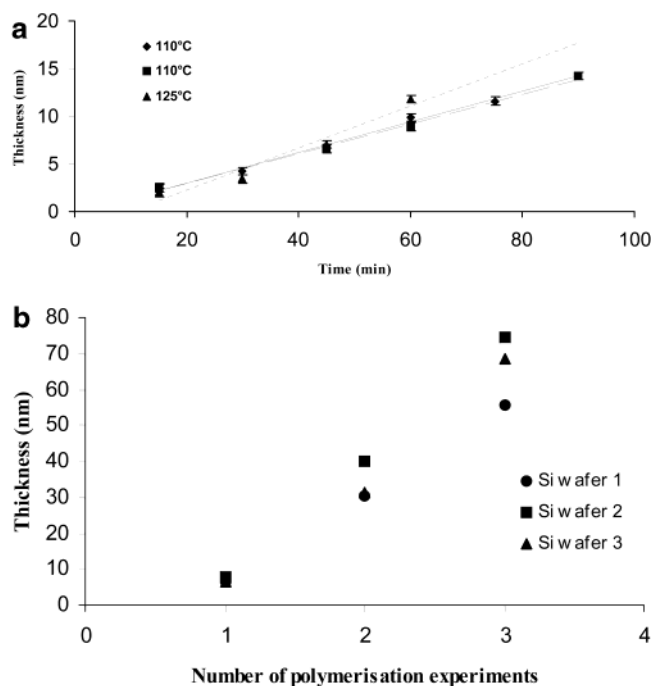 a
Thickness (nm)
20
15
10
5
0
110ºC
110ºC
125ºC
0 20 40 60 80 100
Time (min)
b
Thickness (nm)
80
70
60
50
40
30
20
10
0
Si wafer 1
Si wafer 2
Si wafer 3
0 1 2 3 4
Number of polymerisation experiments